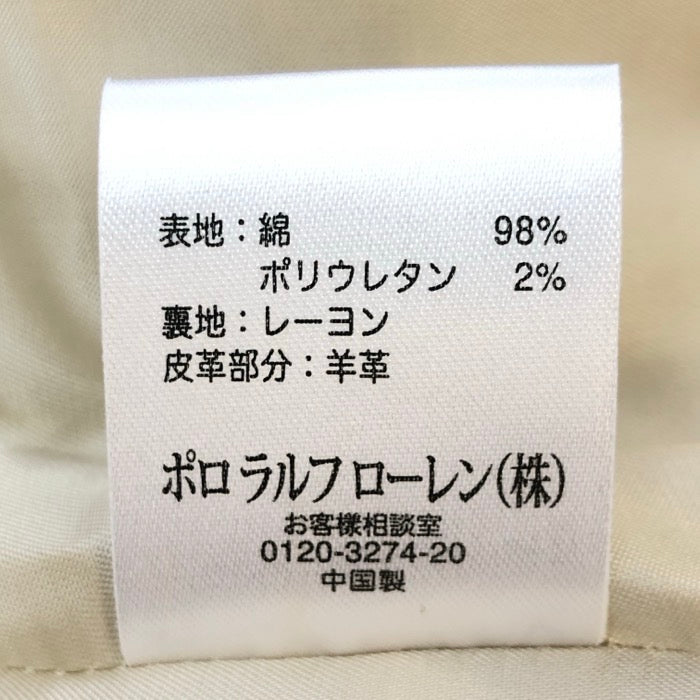 表地：綿 98%
ポリウレタン 2%
裏地：レーヨン
皮革部分：羊革
ポロ ラルフ ローレン(株)
お客様相談室
0120-3274-20
中国製